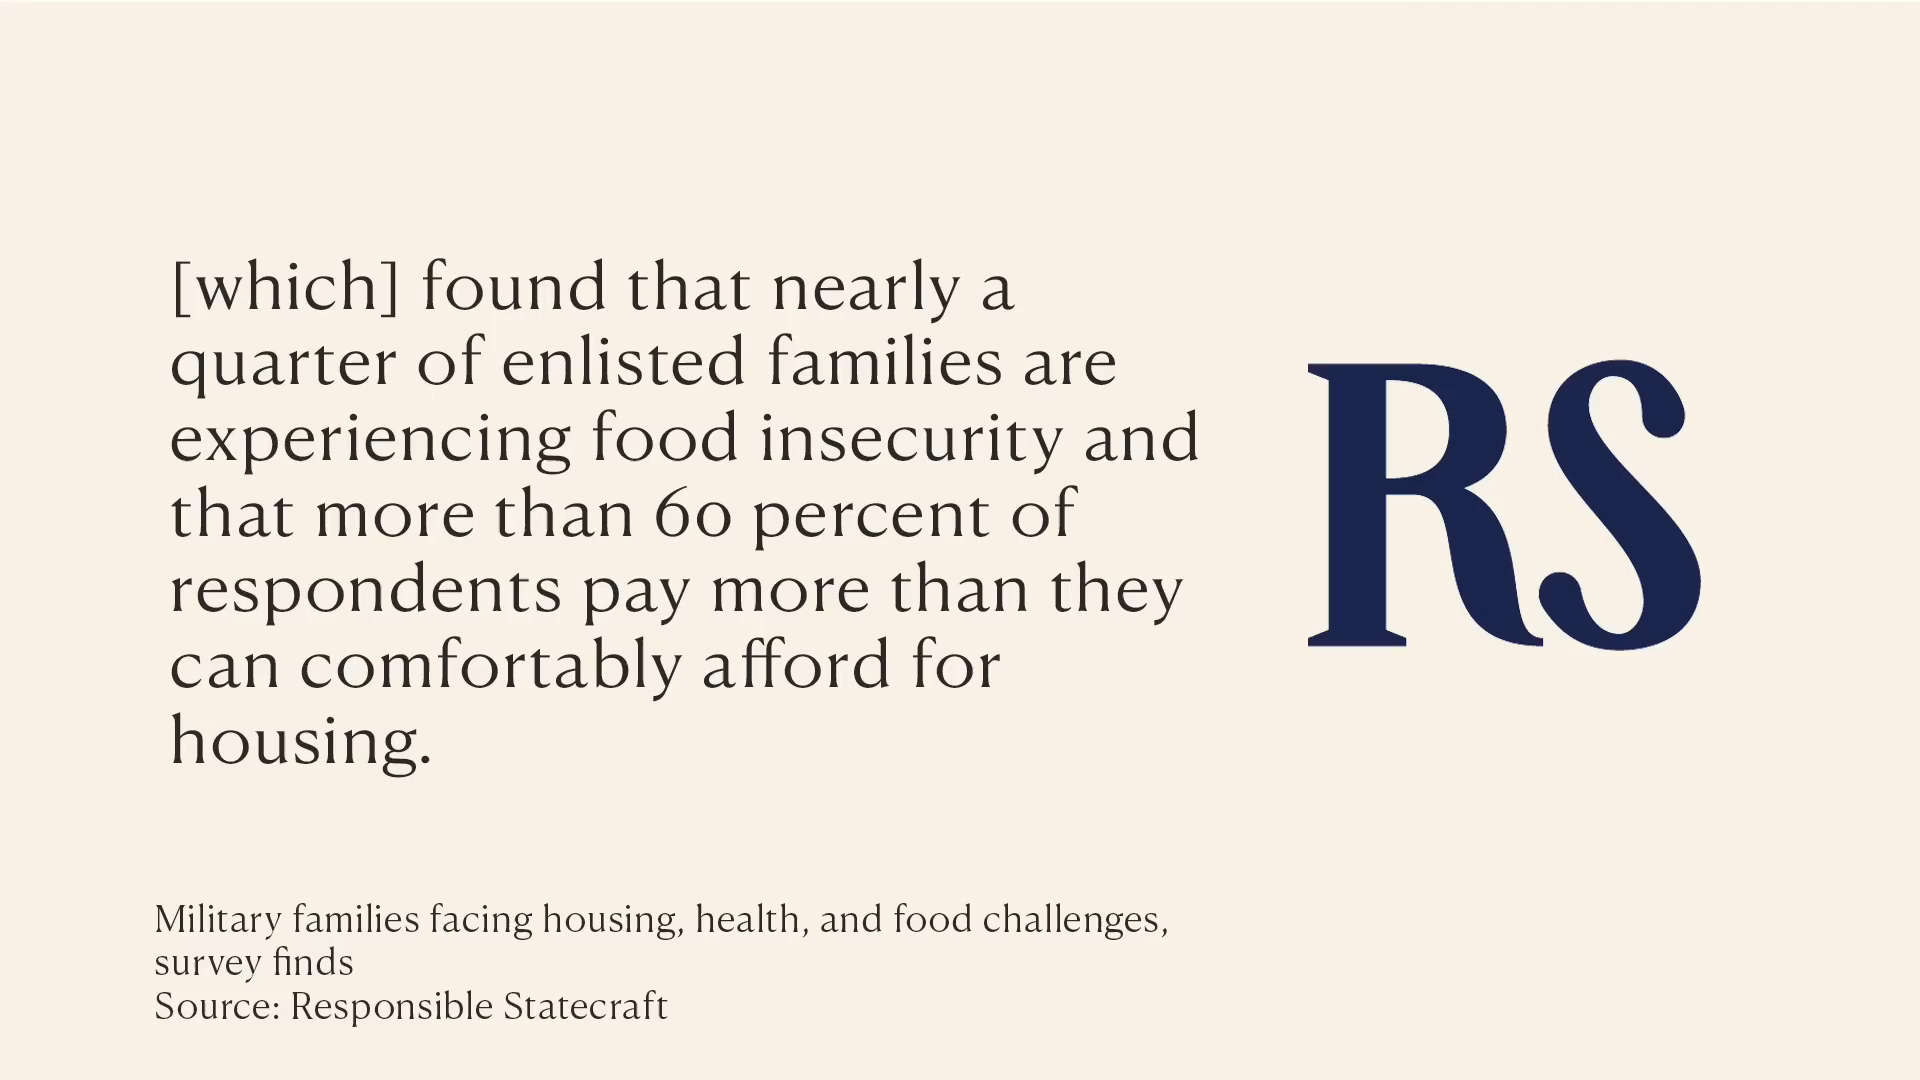 [which] found that nearly a
quarter of enlisted families are
experiencing food insecurity and
that more than 60 percent of
respondents pay more than they
can comfortably afford for
housing.
RS
Military families facing housing, health, and food challenges,
survey finds
Source: Responsible Statecraft